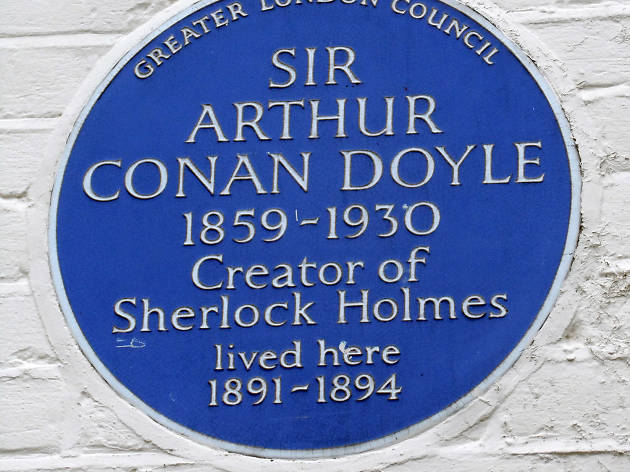 GREATER LONDON COUNCIL
SIR
ARTHUR
CONAN DOYLE
1859-1930
Creator of
Sherlock Holmes
lived here
1891-1894